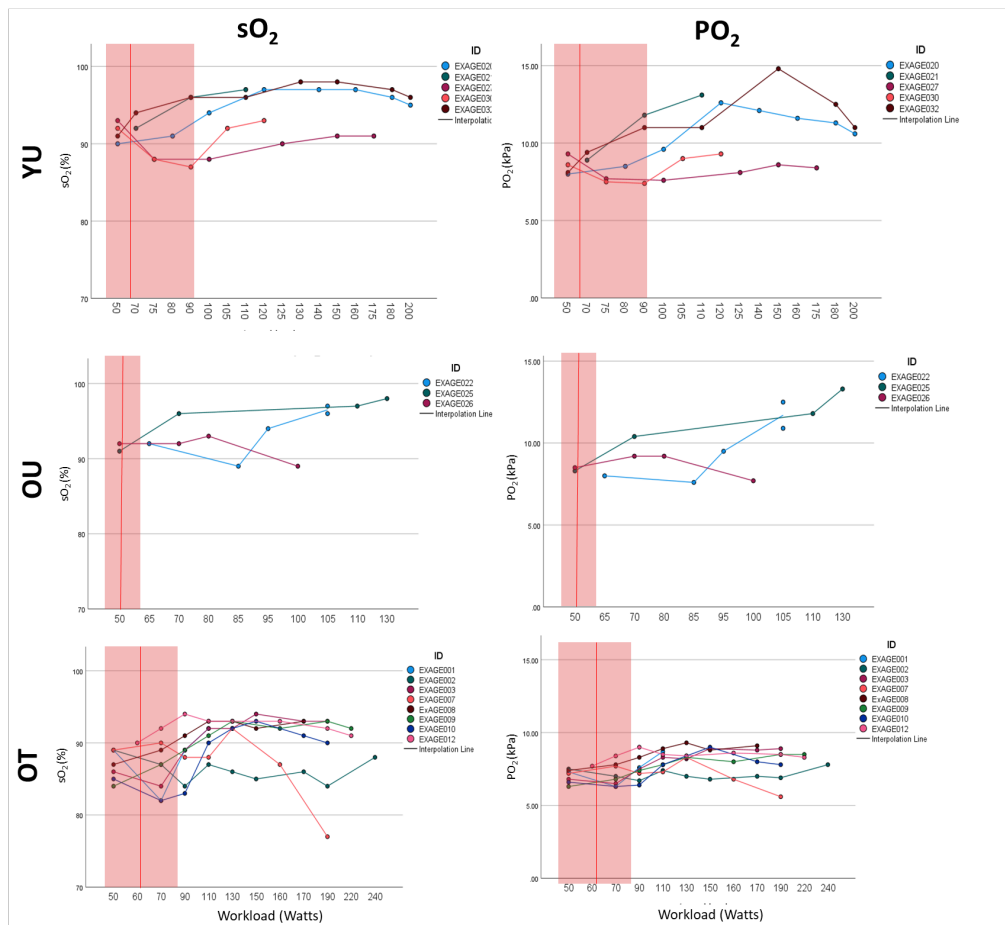 sO₂
PO₂
YU
sO₂(%)
100
90
80
70
50
70
75
80
90
100
105
110
120
125
130
140
150
160
175
180
200
ID
EXAGE020
EXAGE02
EXAGE02
EXAGE030
EXAGE03
Interpolatio
PO₂(kPa)
15.00
10.00
5.00
.00
50
70
75
80
90
100
105
110
120
125
140
150
160
175
180
200
ID
EXAGE020
EXAGE021
EXAGE027
EXAGE030
EXAGE032
Interpolation Line
OU
sO₂(%)
100
90
80
70
50
65
70
80
85
95
100
105
110
130
ID
EXAGE022
EXAGE025
EXAGE026
Interpolation Line
PO₂(kPa)
15.00
10.00
5.00
.00
50
65
70
80
85
95
100
105
110
130
ID
EXAGE022
EXAGE025
EXAGE026
Interpolation Line
OT
sO₂(%)
100
90
80
70
50
60
70
90
110
130
150
160
170
190
220
240
Workload (Watts)
ID
EXAGE001
EXAGE002
EXAGE003
EXAGE007
ExAGE008
EXAGE009
EXAGE010
EXAGE012
Interpolation Line
PO₂(kPa)
15.00
10.00
5.00
.00
50
60
70
90
110
130
150
160
170
190
220
240
Workload (Watts)
ID
EXAGE001
EXAGE002
EXAGE003
EXAGE007
ExAGE008
EXAGE009
EXAGE010
EXAGE012
Interpolation Line